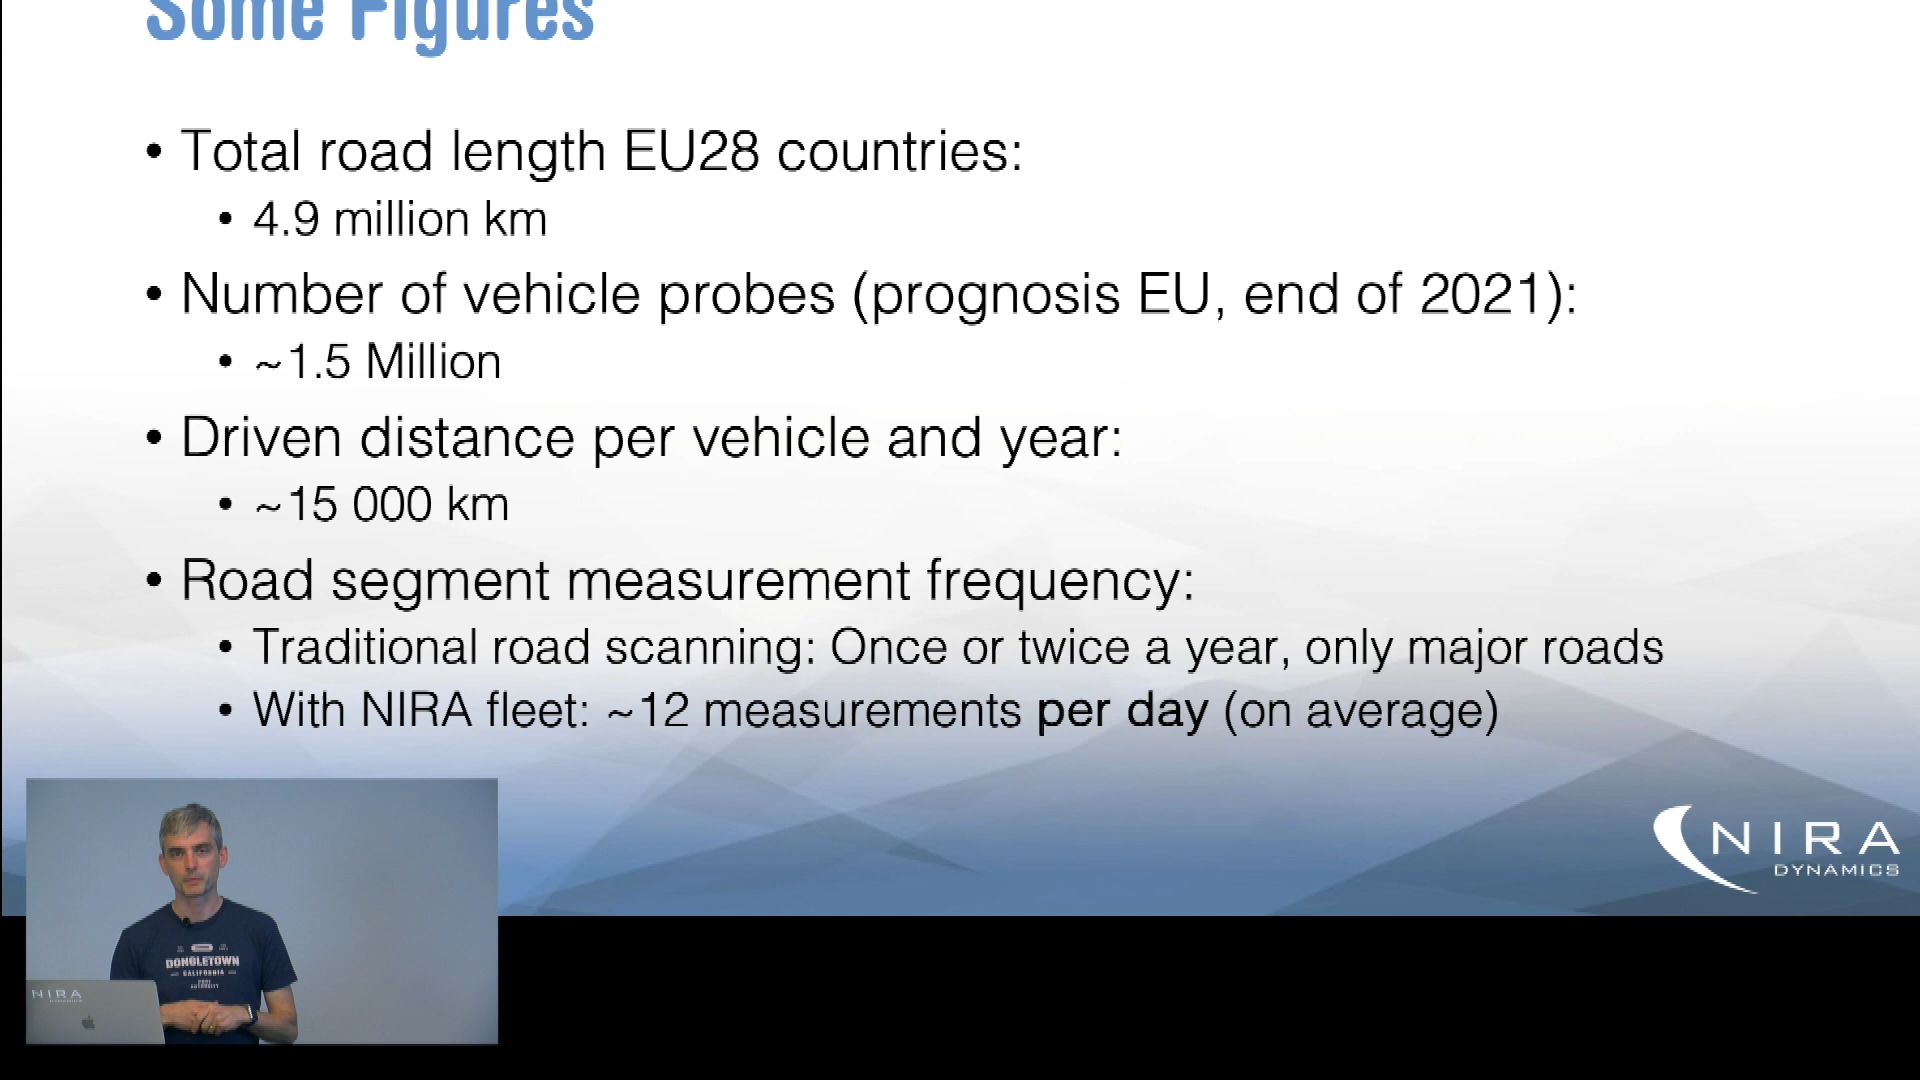 Some Figures
• Total road length EU28 countries:
• 4.9 million km
• Number of vehicle probes (prognosis EU, end of 2021):
• ~1.5 Million
• Driven distance per vehicle and year:
• ~15 000 km
• Road segment measurement frequency:
• Traditional road scanning: Once or twice a year, only major roads
• With NIRA fleet: ~12 measurements per day (on average)
NIRA
DYNAMICS
DONGLETOWN
CALIFORNIA
NIRA